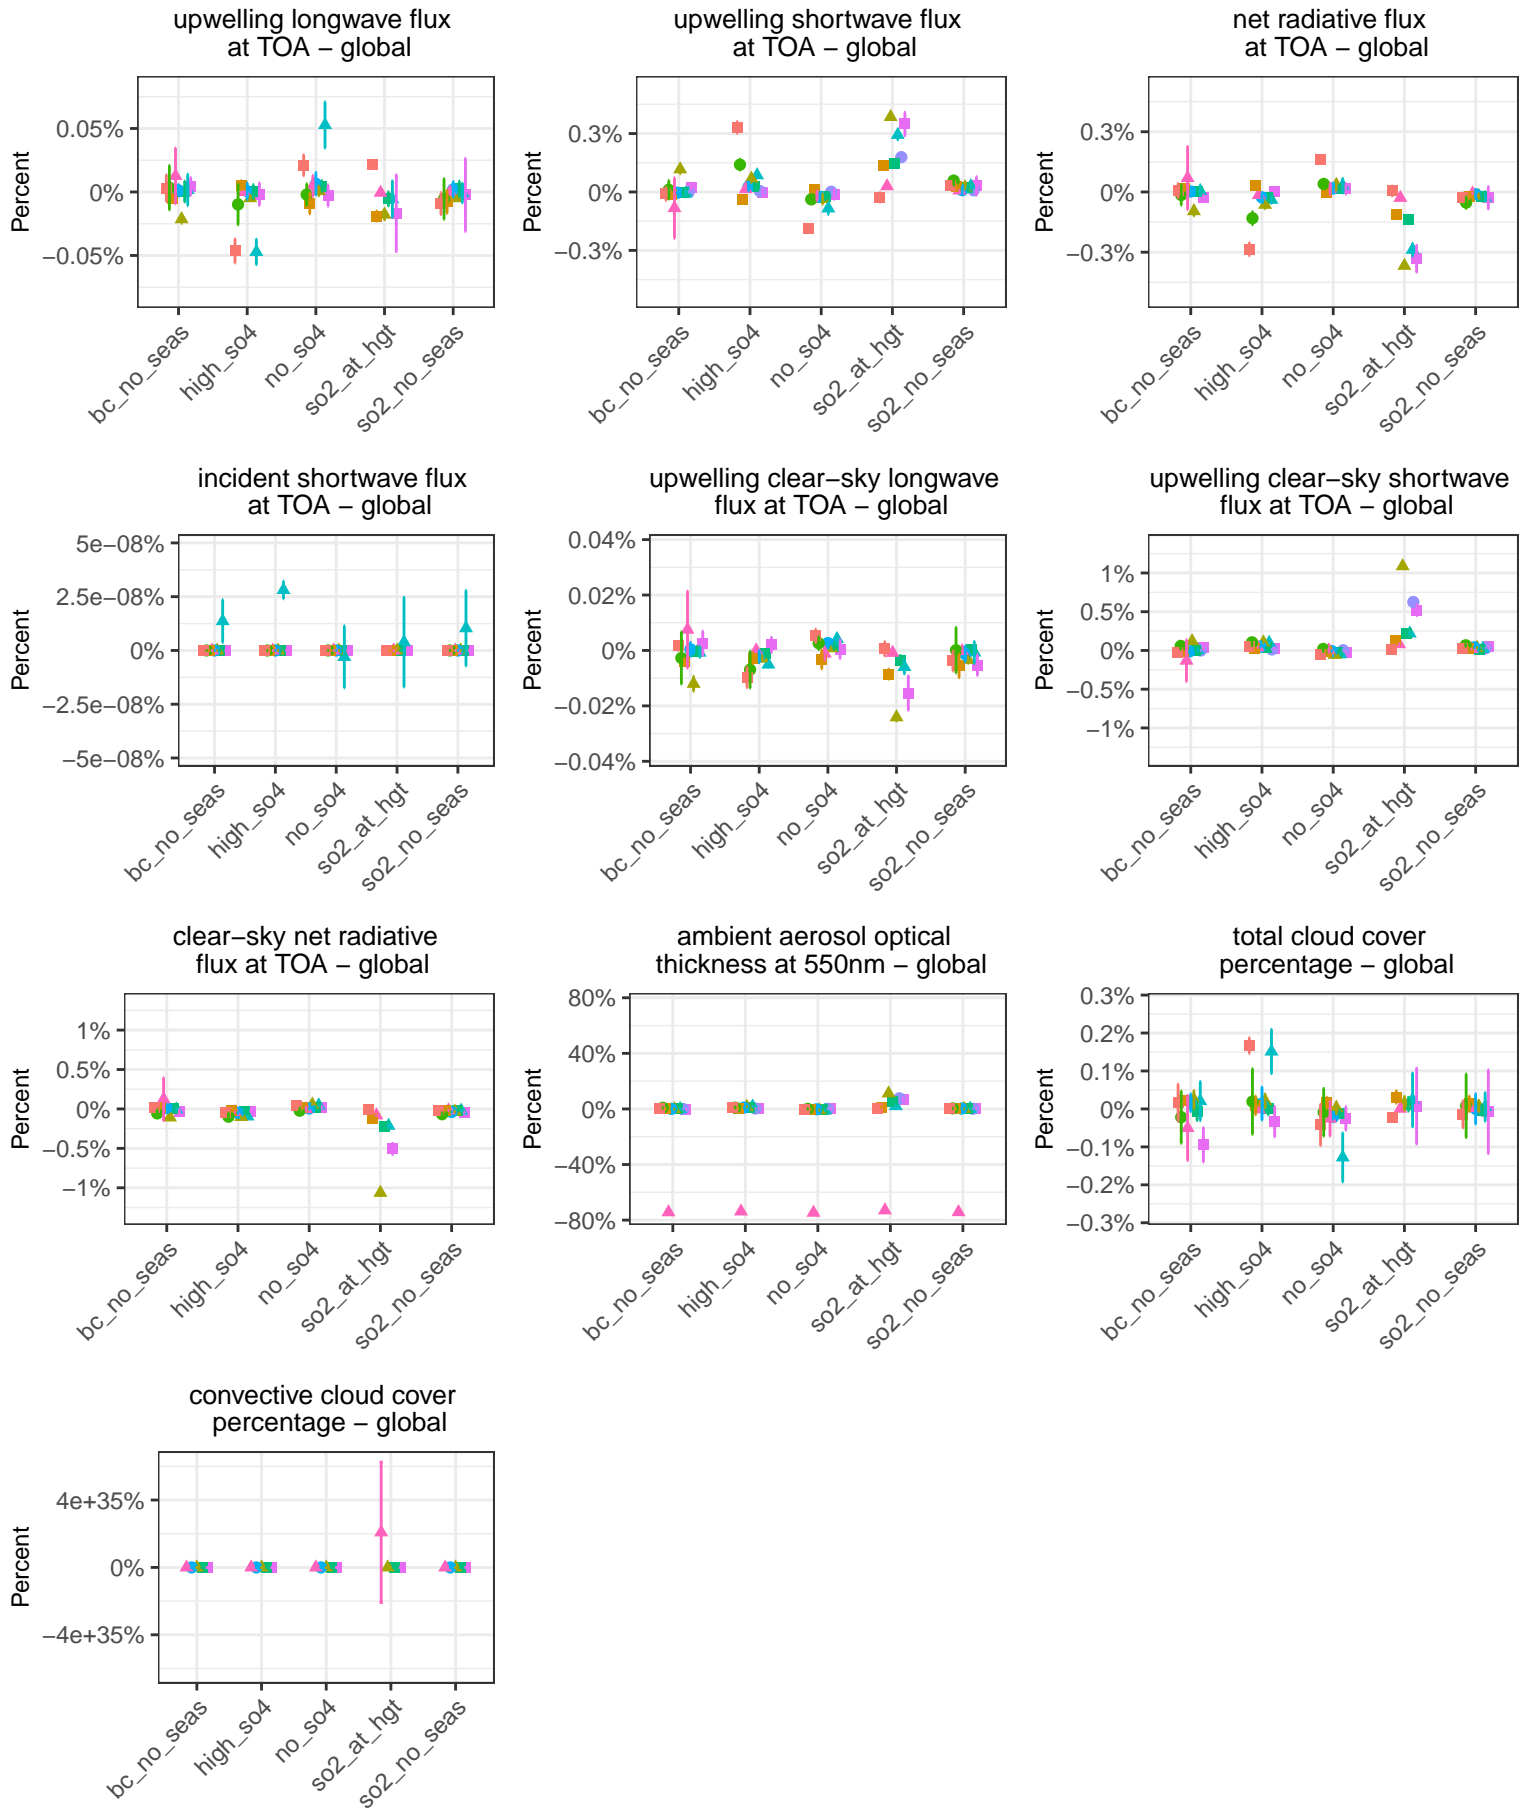 upwelling longwave flux
at TOA − global
Percent
0.05%
0%
−0.05%
bc_no_seas
high_so4
no_so4
so2_at_hgt
so2_no_seas
upwelling shortwave flux
at TOA − global
Percent
0.3%
0%
−0.3%
bc_no_seas
high_so4
no_so4
so2_at_hgt
so2_no_seas
net radiative flux
at TOA − global
Percent
0.3%
0%
−0.3%
bc_no_seas
high_so4
no_so4
so2_at_hgt
so2_no_seas
incident shortwave flux
at TOA − global
Percent
5e−08%
2.5e−08%
0%
−2.5e−08%
−5e−08%
bc_no_seas
high_so4
no_so4
so2_at_hgt
so2_no_seas
upwelling clear−sky longwave
flux at TOA − global
Percent
0.04%
0.02%
0%
−0.02%
−0.04%
bc_no_seas
high_so4
no_so4
so2_at_hgt
so2_no_seas
upwelling clear−sky shortwave
flux at TOA − global
Percent
1%
0.5%
0%
−0.5%
−1%
bc_no_seas
high_so4
no_so4
so2_at_hgt
so2_no_seas
clear−sky net radiative
flux at TOA − global
Percent
1%
0.5%
0%
−0.5%
−1%
bc_no_seas
high_so4
no_so4
so2_at_hgt
so2_no_seas
ambient aerosol optical
thickness at 550nm − global
Percent
80%
40%
0%
−40%
−80%
bc_no_seas
high_so4
no_so4
so2_at_hgt
so2_no_seas
total cloud cover
percentage − global
Percent
0.3%
0.2%
0.1%
0%
−0.1%
−0.2%
−0.3%
bc_no_seas
high_so4
no_so4
so2_at_hgt
so2_no_seas
convective cloud cover
percentage − global
Percent
4e+35%
0%
−4e+35%
bc_no_seas
high_so4
no_so4
so2_at_hgt
so2_no_seas